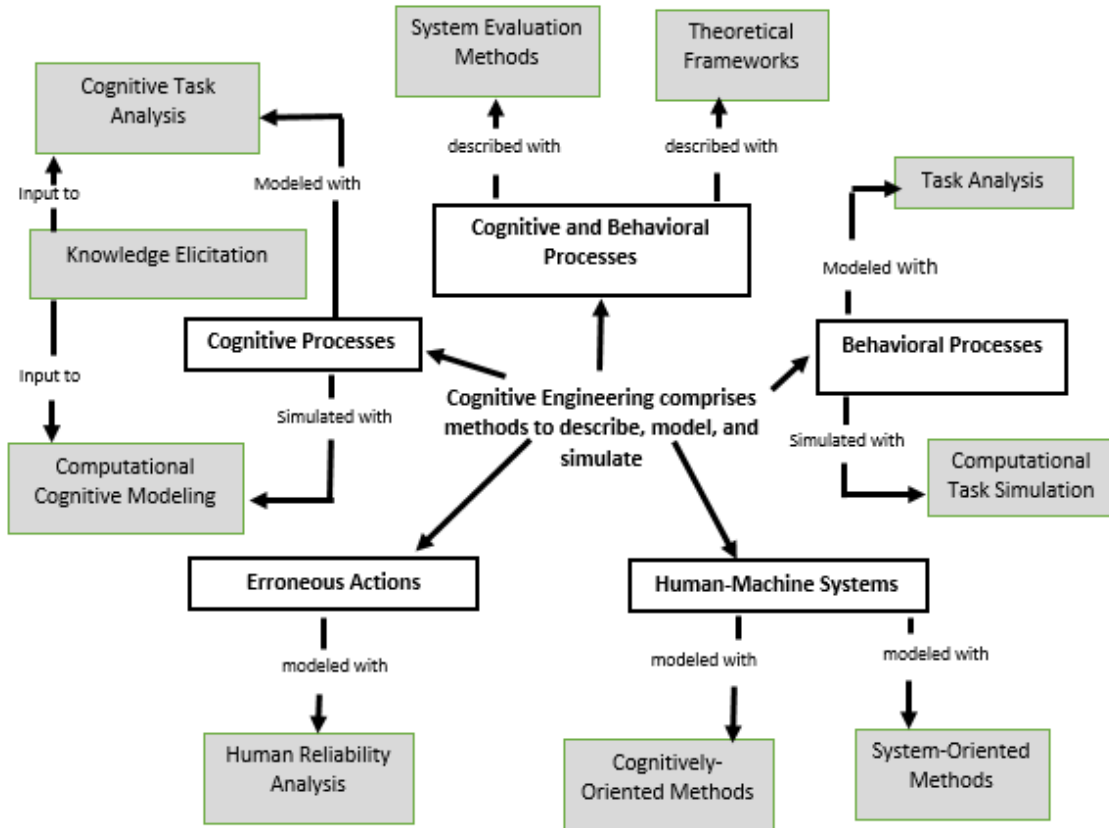 System Evaluation
Methods
Theoretical
Frameworks
Cognitive Task
Analysis
described with
described with
Modeled with
Input to
Task Analysis
Knowledge Elicitation
Cognitive and Behavioral
Processes
Modeled with
Cognitive Processes
Behavioral Processes
Input to
Simulated with
Cognitive Engineering comprises
methods to describe, model, and
simulate
Simulated with
Computational
Cognitive Modeling
Computational
Task Simulation
Erroneous Actions
Human-Machine Systems
modeled with
modeled with
modeled with
Human Reliability
Analysis
Cognitively-
Oriented Methods
System-Oriented
Methods